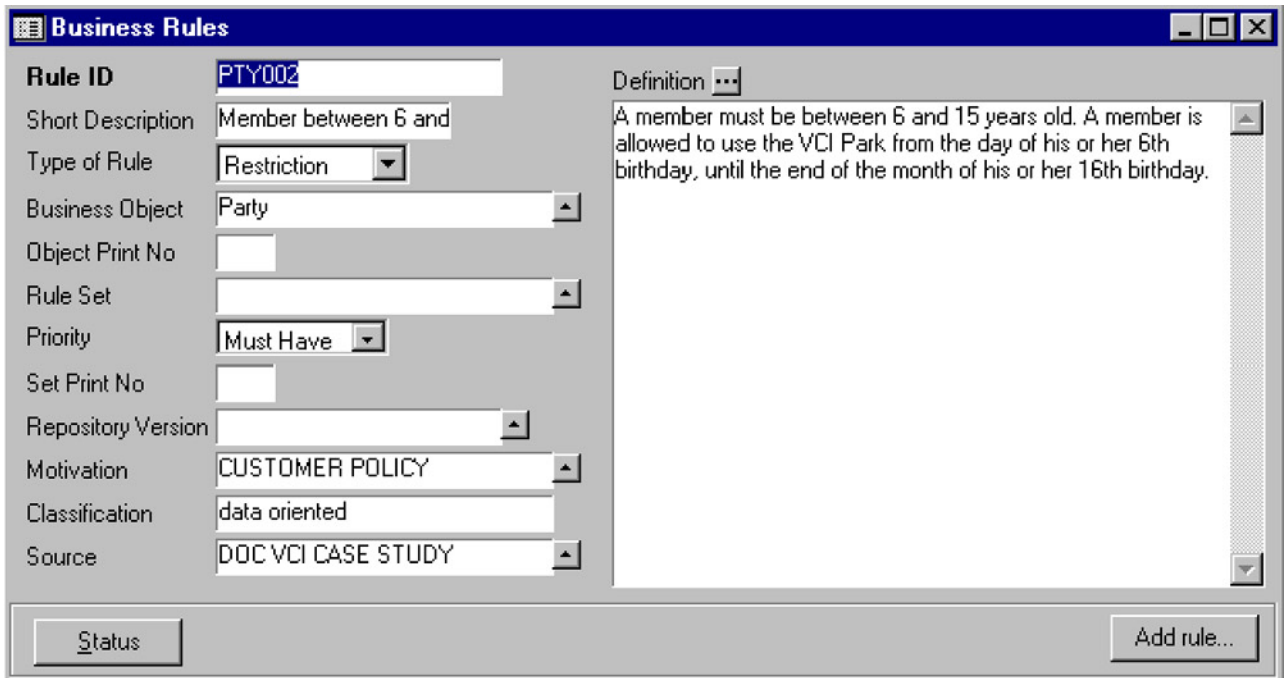 Business Rules
Rule ID PTY002
Short Description Member between 6 and
Type of Rule Restriction
Business Object Party
Object Print No
Rule Set
Priority Must Have
Set Print No
Repository Version
Motivation CUSTOMER POLICY
Classification data oriented
Source DOC VCI CASE STUDY
Definition ...
A member must be between 6 and 15 years old. A member is
allowed to use the VCI Park from the day of his or her 6th
birthday, until the end of the month of his or her 16th birthday.
Status
Add rule...